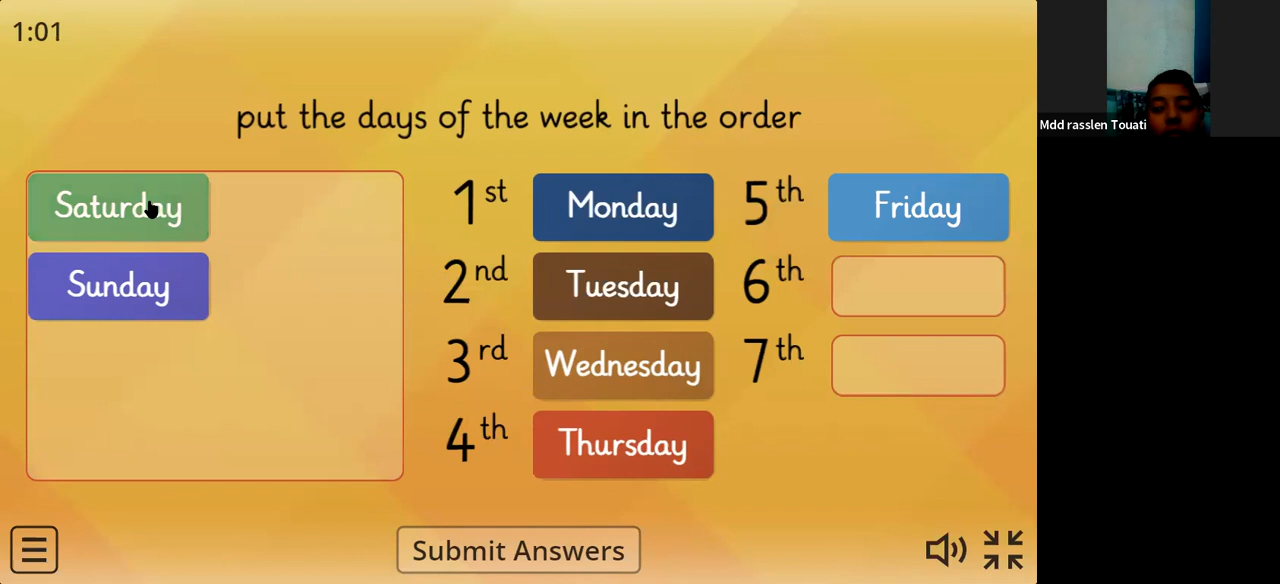 1:01
put the days of the week in the order
Saturday
Sunday
1st Monday
2nd Tuesday
3rd Wednesday
4th Thursday
5th Friday
6th
7th
Submit Answers
Mdd rasslen Touati